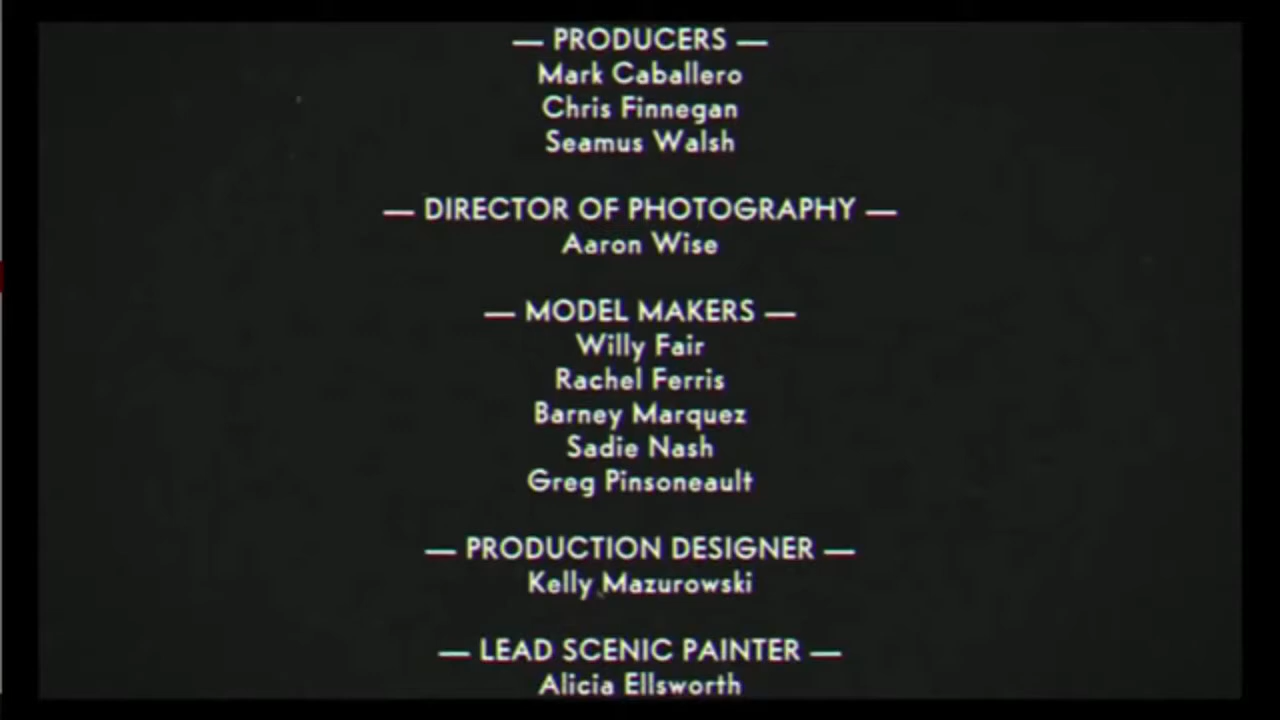 — PRODUCERS —
Mark Caballero
Chris Finnegan
Seamus Walsh
— DIRECTOR OF PHOTOGRAPHY —
Aaron Wise
— MODEL MAKERS —
Willy Fair
Rachel Ferris
Barney Marquez
Sadie Nash
Greg Pinsoneault
— PRODUCTION DESIGNER —
Kelly Mazurowski
— LEAD SCENIC PAINTER —
Alicia Ellsworth